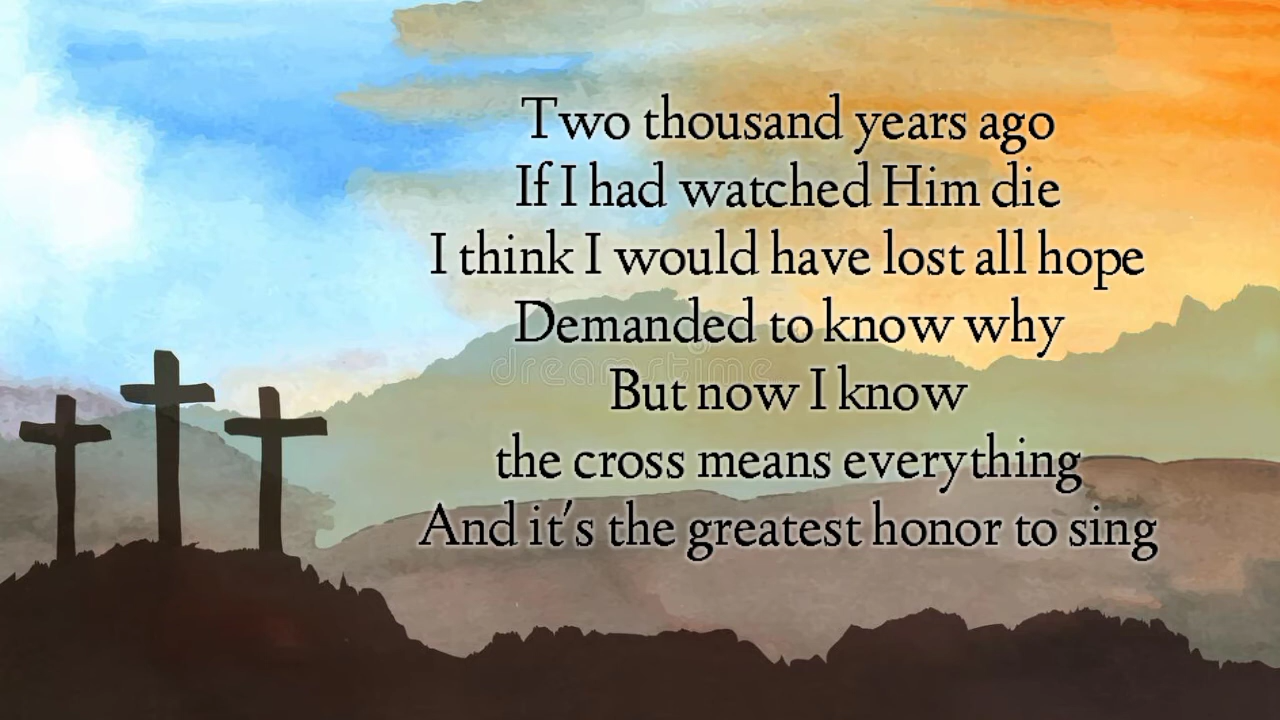 Two thousand years ago
If I had watched Him die
I think I would have lost all hope
Demanded to know why
dreamstime
But now I know
the cross means everything
And it's the greatest honor to sing